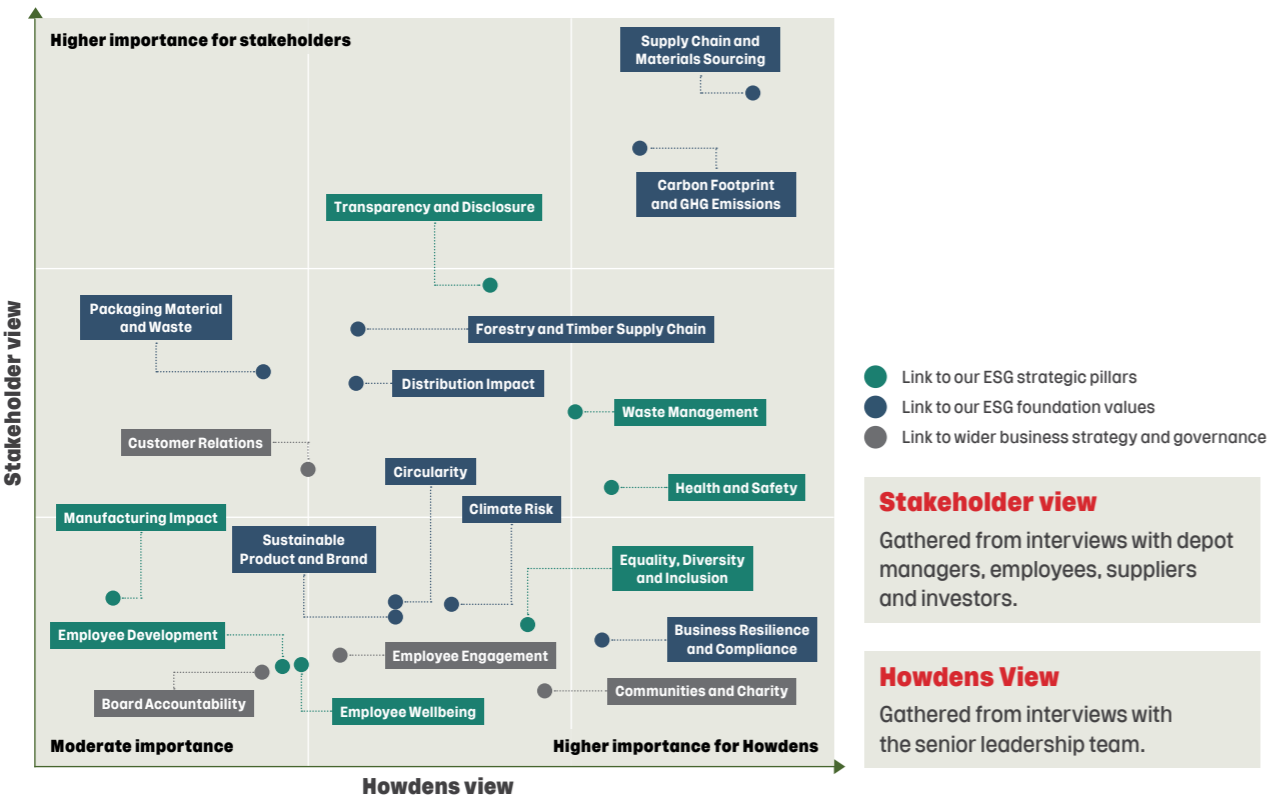 Higher importance for stakeholders
Supply Chain and
Materials Sourcing
Carbon Footprint
and GHG Emissions
Transparency and Disclosure
Packaging Material
and Waste
Forestry and Timber Supply Chain
Distribution Impact
Waste Management
Customer Relations
Circularity
Health and Safety
Climate Risk
Manufacturing Impact
Sustainable
Product and Brand
Equality, Diversity
and Inclusion
Employee Development
Business Resilience
and Compliance
Employee Engagement
Communities and Charity
Board Accountability
Employee Wellbeing
Moderate importance
Higher importance for Howdens
Stakeholder view
Howdens view
Link to our ESG strategic pillars
Link to our ESG foundation values
Link to wider business strategy and governance
Stakeholder view
Gathered from interviews with depot
managers, employees, suppliers
and investors.
Howdens View
Gathered from interviews with
the senior leadership team.